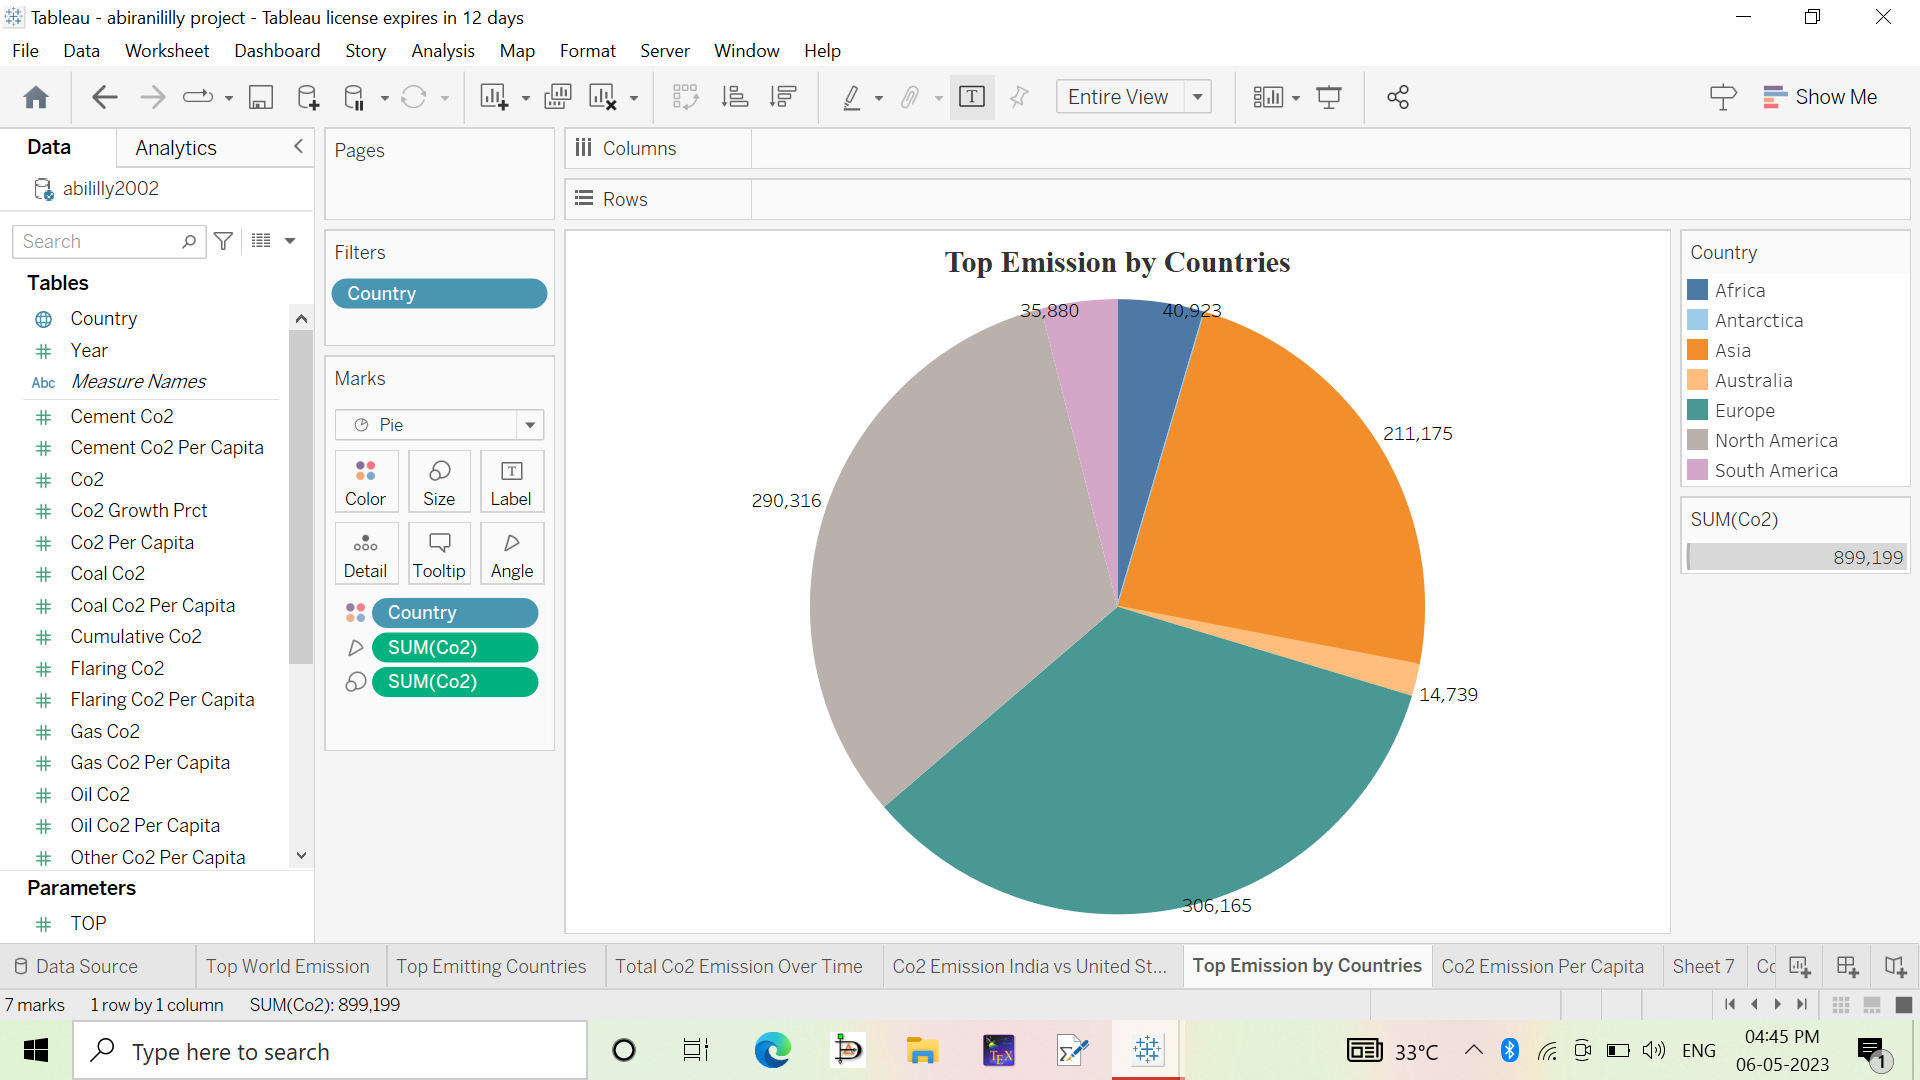 Tableau - abiranililly project - Tableau license expires in 12 days
File Data Worksheet Dashboard Story Analysis Map Format Server Window Help
Entire View
Show Me
Data Analytics
abililly2002
Search
Tables
Country
Year
Abc Measure Names
Cement Co2
Cement Co2 Per Capita
Co2
Co2 Growth Prct
Co2 Per Capita
Coal Co2
Coal Co2 Per Capita
Cumulative Co2
Flaring Co2
Flaring Co2 Per Capita
Gas Co2
Gas Co2 Per Capita
Oil Co2
Oil Co2 Per Capita
Other Co2 Per Capita
Parameters
TOP
Pages
Filters
Country
Marks
Pie
Color Size Label
Detail Tooltip Angle
Country
SUM(Co2)
SUM(Co2)
Columns
Rows
Top Emission by Countries
35,880 40,923
211,175
290,316
14,739
306,165
Country
Africa
Antarctica
Asia
Australia
Europe
North America
South America
SUM(Co2)
899,199
Data Source Top World Emission Top Emitting Countries Total Co2 Emission Over Time Co2 Emission India vs United St... Top Emission by Countries Co2 Emission Per Capita Sheet 7 Cc
7 marks 1 row by 1 column SUM(Co2): 899,199
Type here to search
TEX
33°C
ENG
04:45 PM
06-05-2023
1